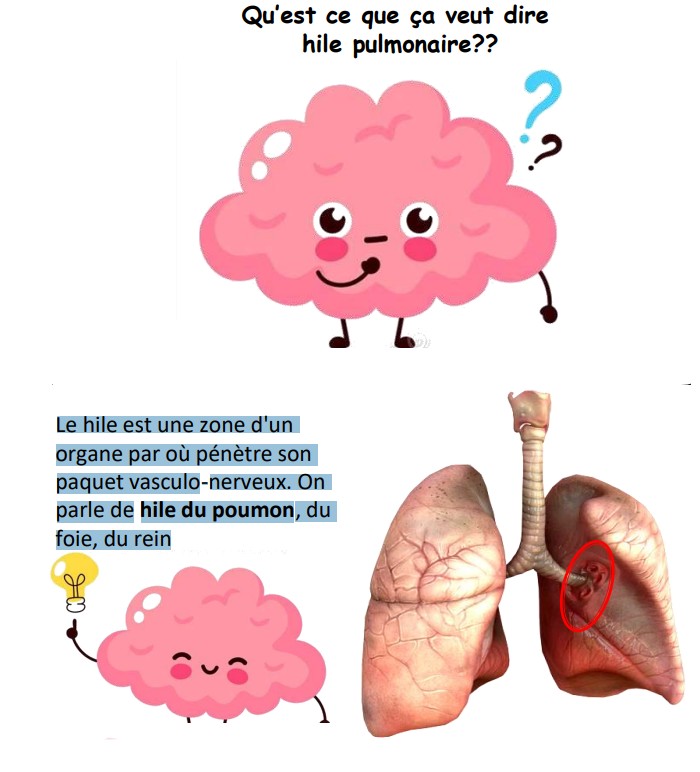 Qu'est ce que ça veut dire
hile pulmonaire??
??
Le hile est une zone d'un
organe par où pénètre son
paquet vasculo-nerveux. On
parle de hile du poumon, du
foie, du rein